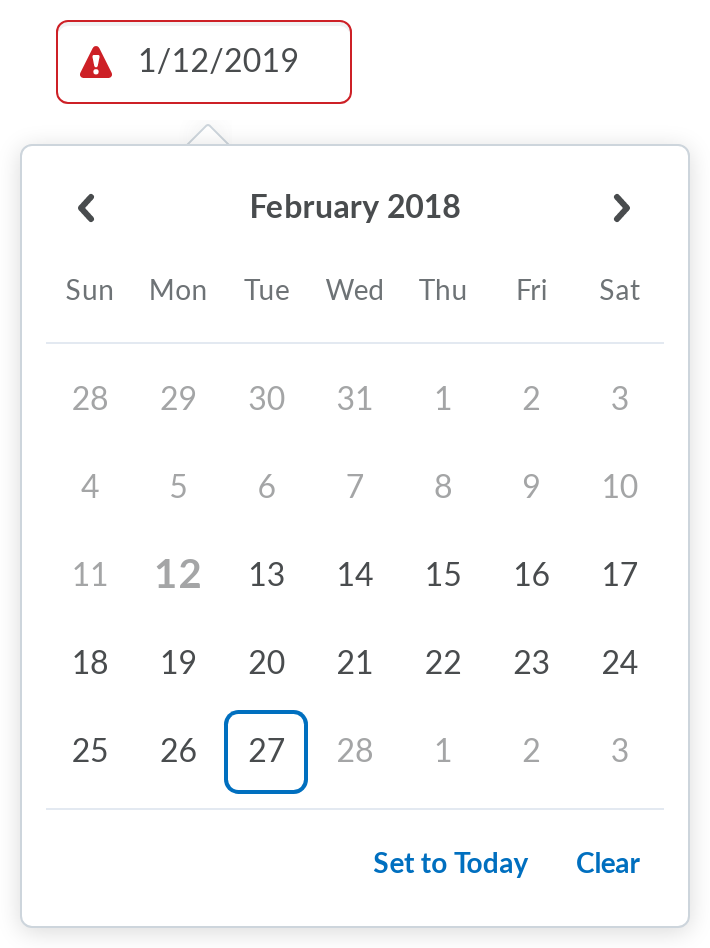 1/12/2019
February 2018
Sun Mon Tue Wed Thu Fri Sat
28 29 30 31 1 2 3
4 5 6 7 8 9 10
11 12 13 14 15 16 17
18 19 20 21 22 23 24
25 26 27 28 1 2 3
Set to Today Clear